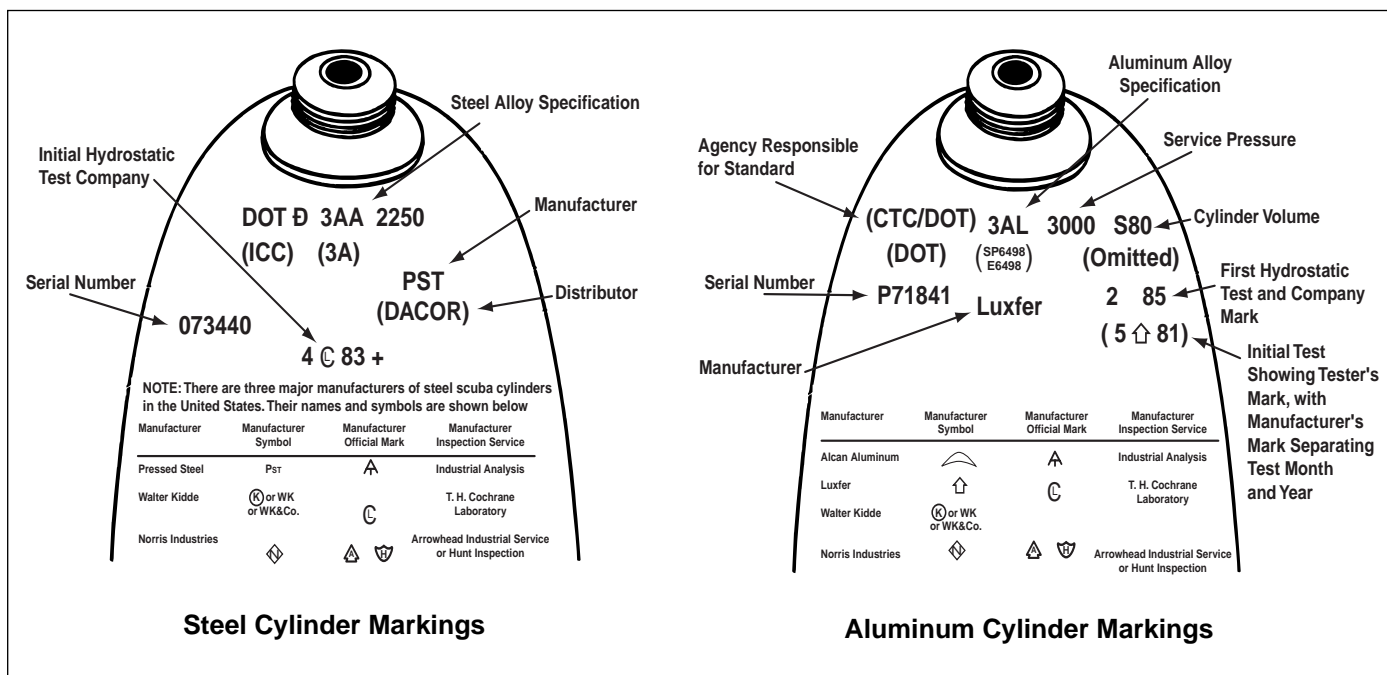 Steel Alloy Specification
Initial Hydrostatic
Test Company
DOT Đ 3AA 2250
(ICC) (3A)
Manufacturer
PST
(DACOR)
Distributor
Serial Number
073440
4 83 +
NOTE: There are three major manufacturers of steel scuba cylinders
in the United States. Their names and symbols are shown below
Manufacturer Manufacturer Manufacturer Manufacturer
Symbol Official Mark Inspection Service
Pressed Steel PST Industrial Analysis
Walter Kidde K or WK T. H. Cochrane
or WK&Co. Laboratory
Norris Industries N A H Arrowhead Industrial Service
or Hunt Inspection
Steel Cylinder Markings
Aluminum Alloy
Specification
Agency Responsible
for Standard
Service Pressure
(CTC/DOT) 3AL 3000 S80
Cylinder Volume
(DOT) (SP6498 (Omitted)
E6498)
Serial Number
P71841
Luxfer
2 85
First Hydrostatic
Test and Company
Mark
( 5 81)
Manufacturer
Initial Test
Showing Tester's
Mark, with
Manufacturer's
Mark Separating
Test Month
and Year
Manufacturer Manufacturer Manufacturer Manufacturer
Symbol Official Mark Inspection Service
Alcan Aluminum Industrial Analysis
Luxfer T. H. Cochrane
Laboratory
Walter Kidde K or WK
or WK&Co.
Norris Industries N A H Arrowhead Industrial Service
or Hunt Inspection
Aluminum Cylinder Markings